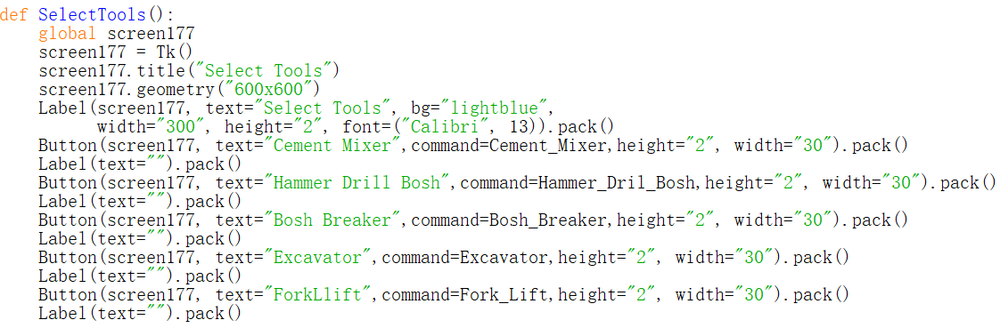 def SelectTools():
    global screen177
    screen177 = Tk()
    screen177.title("Select Tools")
    screen177.geometry("600x600")
    Label(screen177, text="Select Tools", bg="lightblue",
          width="300", height="2", font=("Calibri", 13)).pack()
    Button(screen177, text="Cement Mixer",command=Cement_Mixer,height="2", width="30").pack()
    Label(text="").pack()
    Button(screen177, text="Hammer Drill Bosh",command=Hammer_Dril_Bosh,height="2", width="30").pack()
    Label(text="").pack()
    Button(screen177, text="Bosh Breaker",command=Bosh_Breaker,height="2", width="30").pack()
    Label(text="").pack()
    Button(screen177, text="Excavator",command=Excavator,height="2", width="30").pack()
    Label(text="").pack()
    Button(screen177, text="ForkLlift",command=Fork_Lift,height="2", width="30").pack()
    Label(text="").pack()